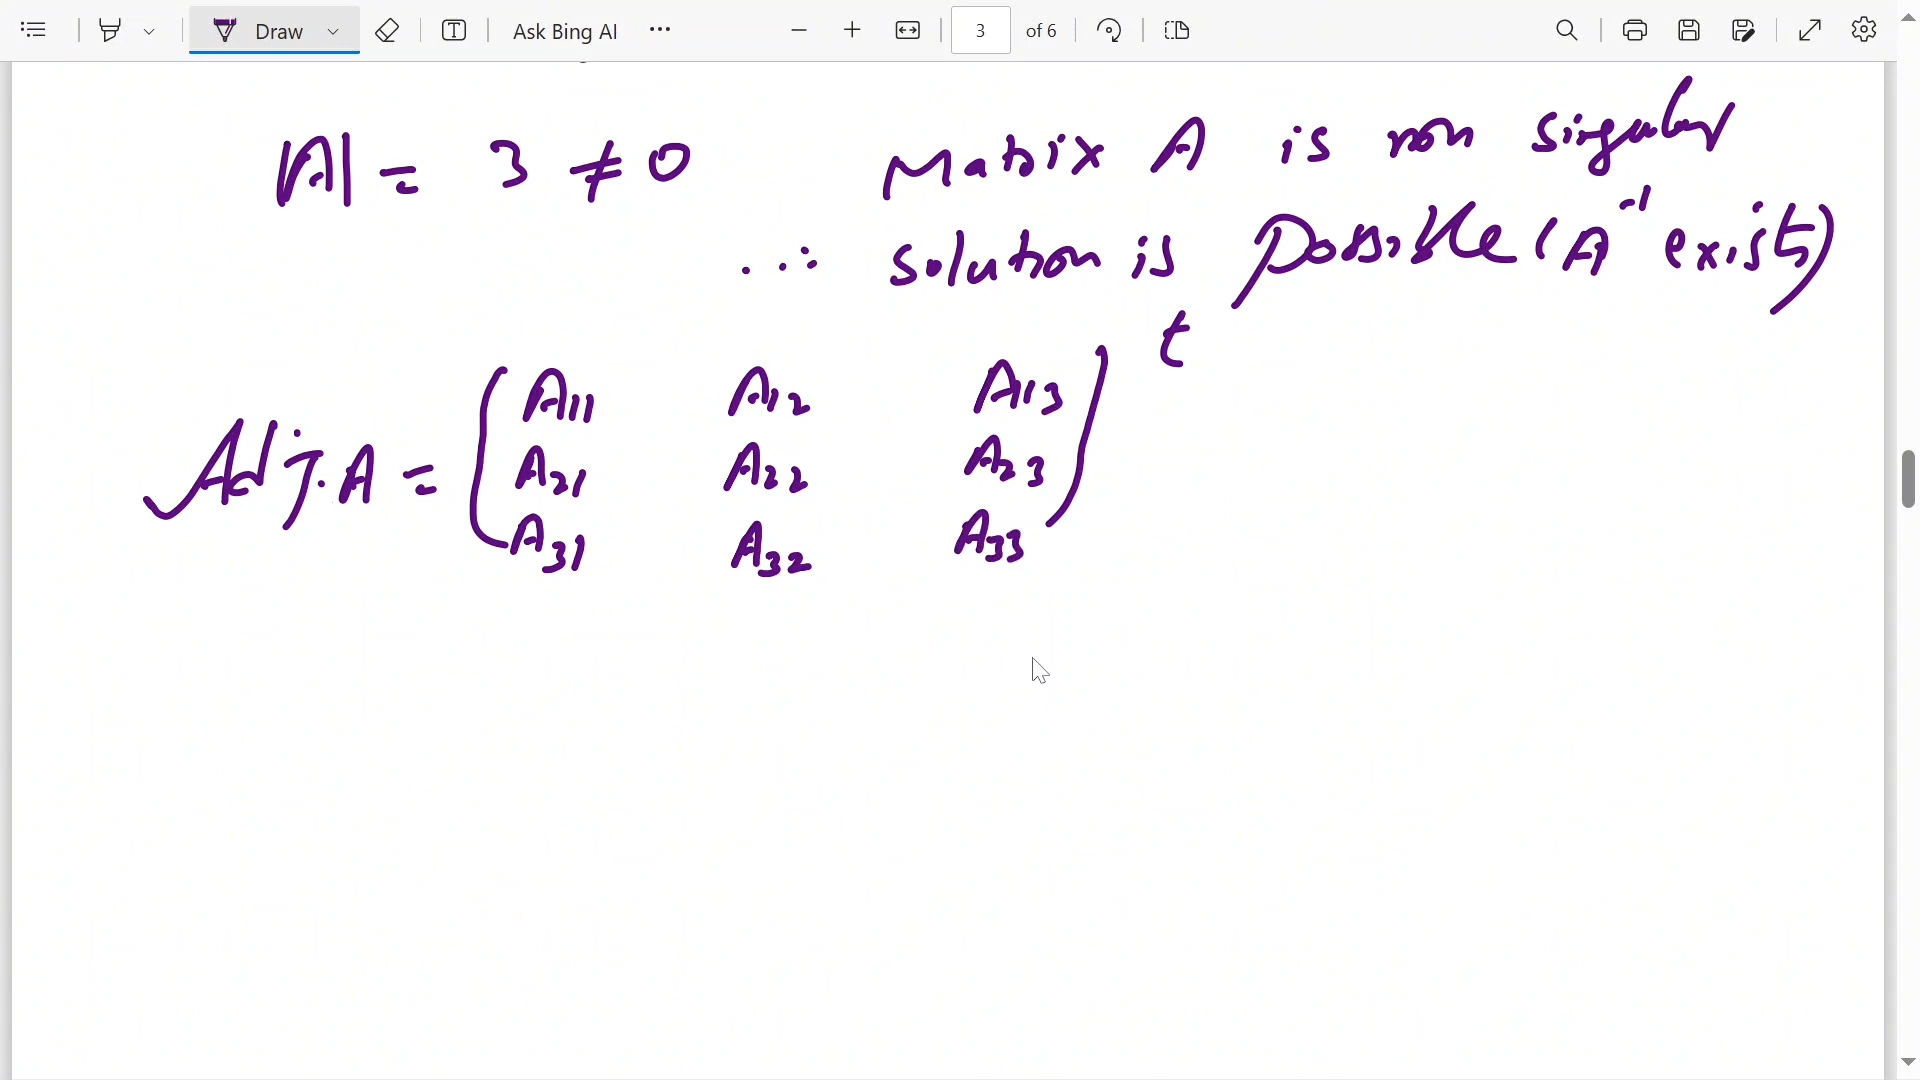 Draw
Ask Bing AI
3 of 6
|A| = 3 ≠ 0 Matrix A is non singular
∴ solution is possible (A⁻¹ exist)
Adj.A = ( A11 A12 A13 ) t
A21 A22 A23
A31 A32 A33